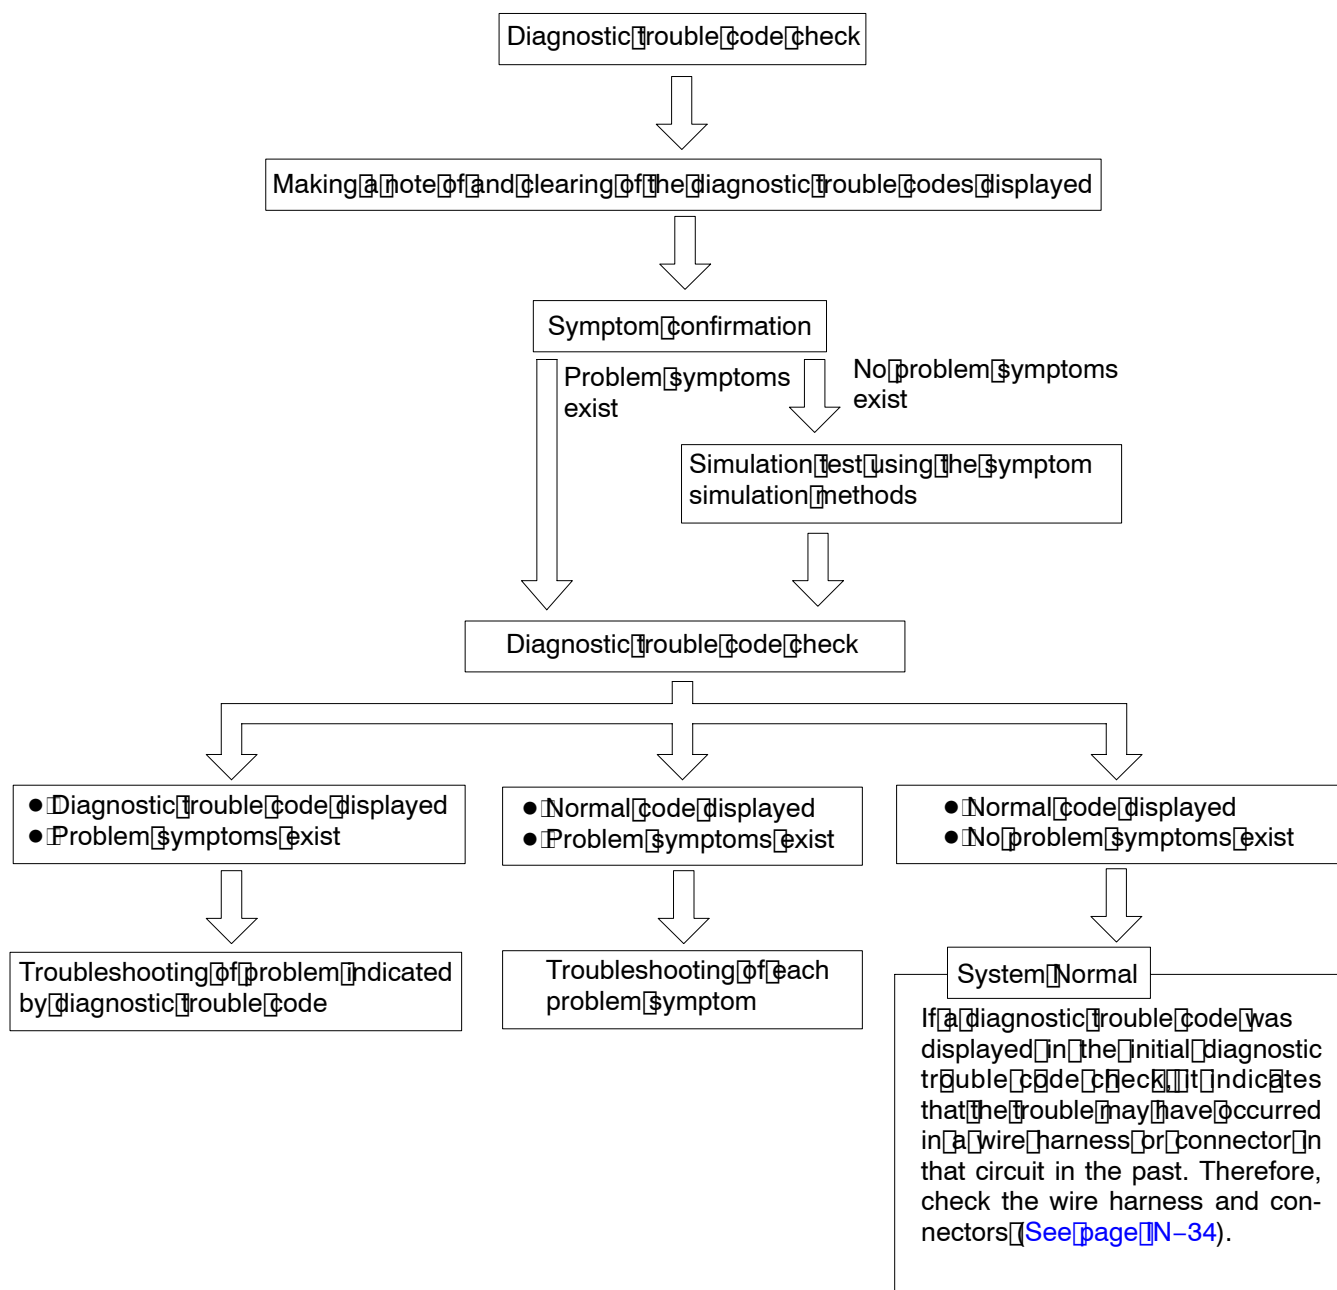 Diagnostic trouble code check
Making a note of and clearing of the diagnostic trouble codes displayed
Symptom confirmation
Problem symptoms
exist
No problem symptoms
exist
Simulation test using the symptom
simulation methods
Diagnostic trouble code check
● Diagnostic trouble code displayed
● Problem symptoms exist
● Normal code displayed
● Problem symptoms exist
● Normal code displayed
● No problem symptoms exist
Troubleshooting of problem indicated
by diagnostic trouble code
Troubleshooting of each
problem symptom
System Normal
If a diagnostic trouble code was
displayed in the initial diagnostic
trouble code check, it indicates
that the trouble may have occurred
in a wire harness or connector in
that circuit in the past. Therefore,
check the wire harness and con-
nectors (See page IN−34).